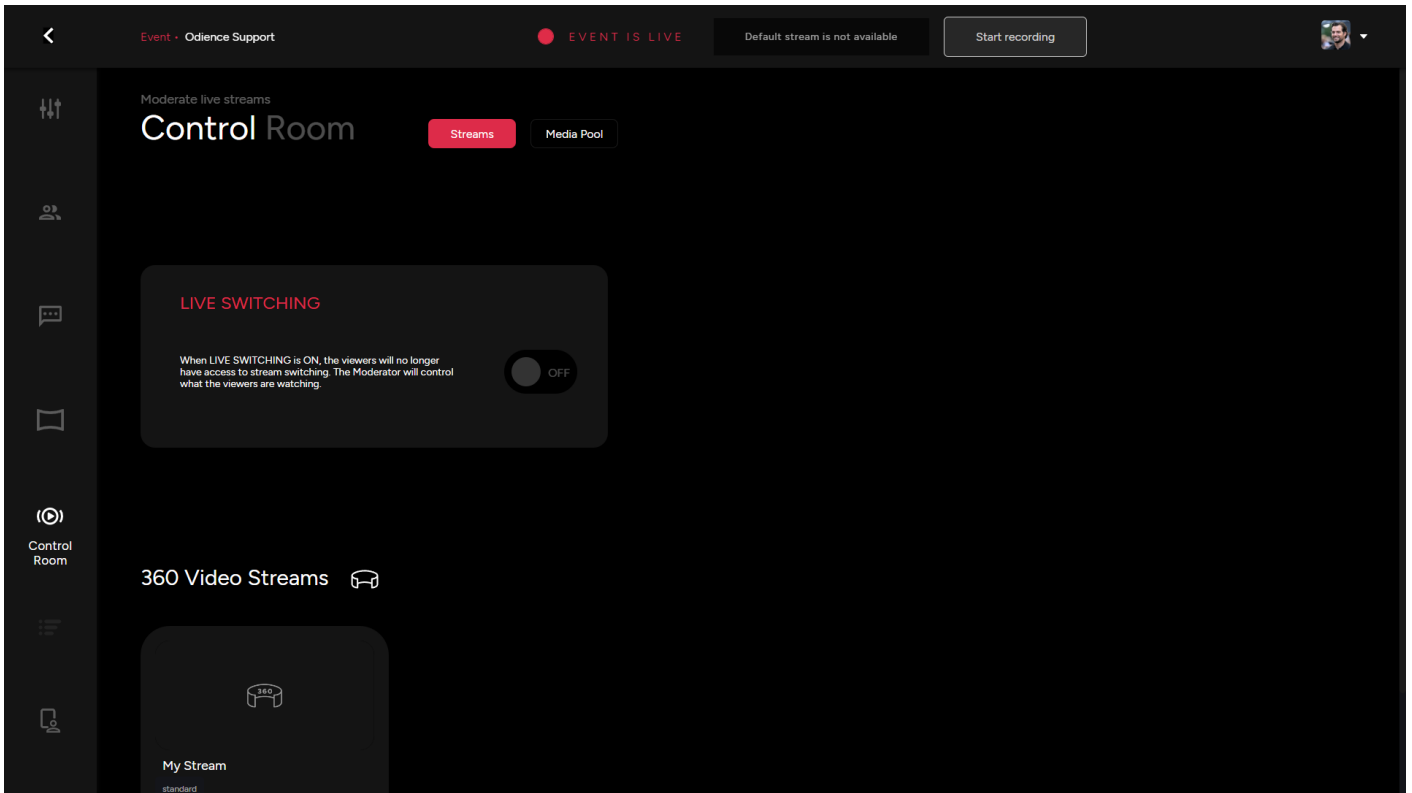 Event • Odience Support
EVENT IS LIVE
Default stream is not available
Start recording
Moderate live streams
Control Room
Streams
Media Pool
LIVE SWITCHING
When LIVE SWITCHING is ON, the viewers will no longer
have access to stream switching. The Moderator will control
what the viewers are watching.
OFF
Control
Room
360 Video Streams
360
My Stream
standard